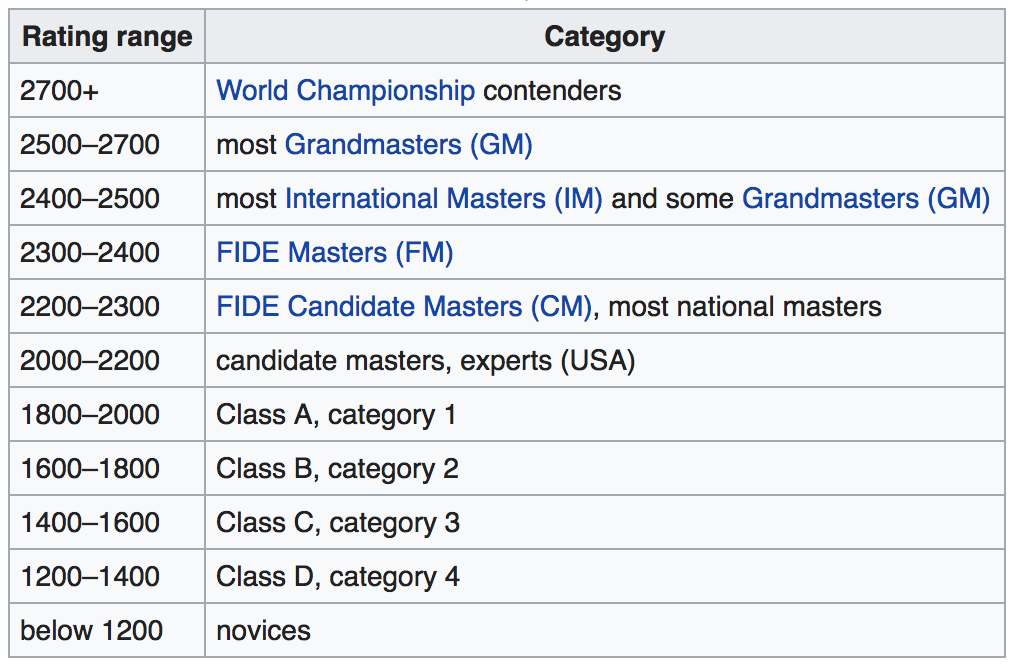 Rating range Category
2700+ World Championship contenders
2500–2700 most Grandmasters (GM)
2400–2500 most International Masters (IM) and some Grandmasters (GM)
2300–2400 FIDE Masters (FM)
2200–2300 FIDE Candidate Masters (CM), most national masters
2000–2200 candidate masters, experts (USA)
1800–2000 Class A, category 1
1600–1800 Class B, category 2
1400–1600 Class C, category 3
1200–1400 Class D, category 4
below 1200 novices